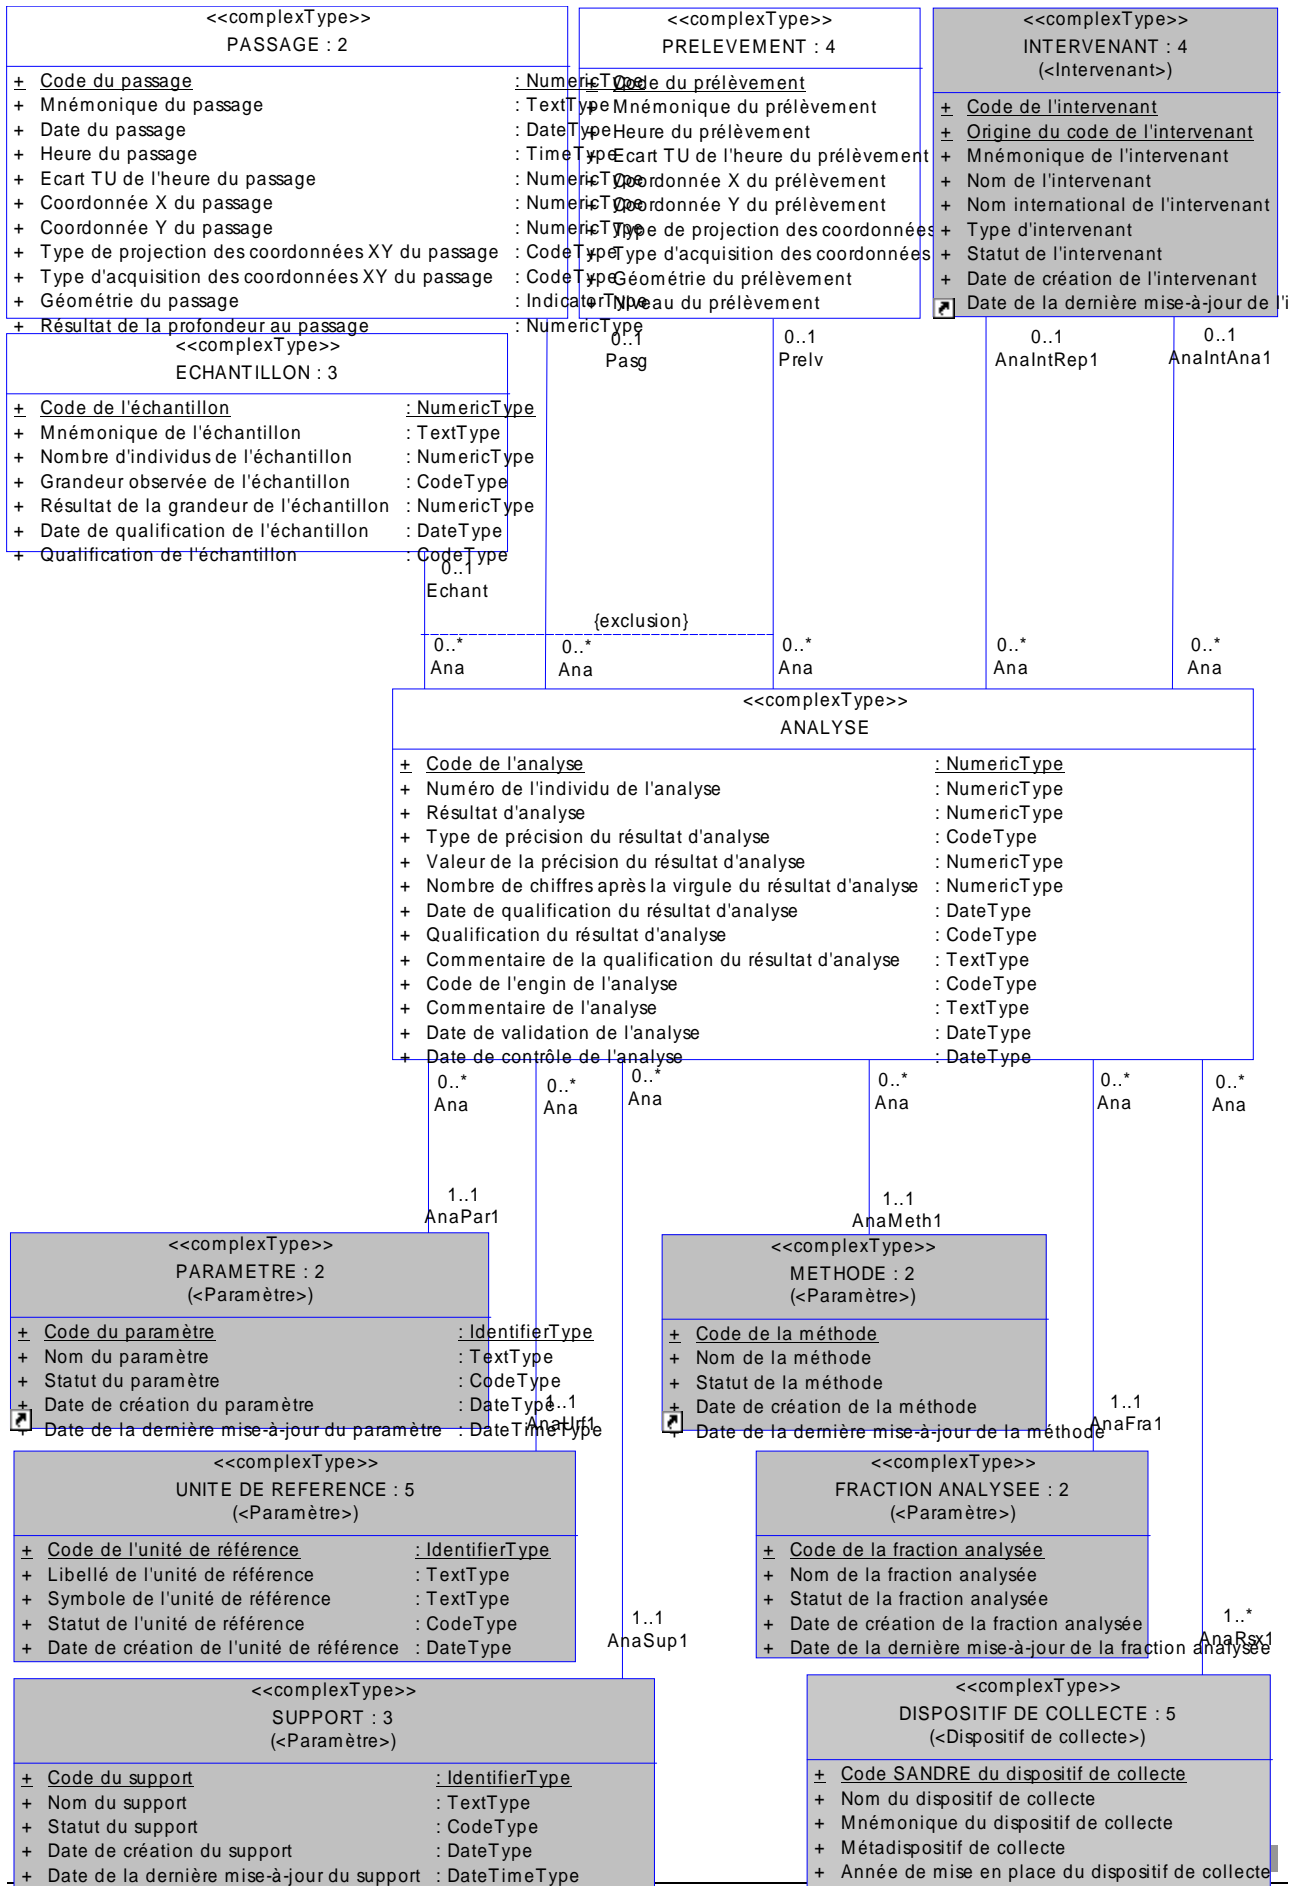 <<complexType>>
PASSAGE : 2
+ Code du passage : NumericType
+ Mnémonique du passage : TextType
+ Date du passage : DateType
+ Heure du passage : TimeType
+ Ecart TU de l'heure du passage : NumericType
+ Coordonnée X du passage : NumericType
+ Coordonnée Y du passage : NumericType
+ Type de projection des coordonnées XY du passage : CodeType
+ Type d'acquisition des coordonnées XY du passage : CodeType
+ Géométrie du passage : IndicatorType
+ Résultat de la profondeur au passage : NumericType
<<complexType>>
PRELEVEMENT : 4
+ Code du prélèvement
+ Mnémonique du prélèvement
+ Heure du prélèvement
+ Ecart TU de l'heure du prélèvement
+ Coordonnée X du prélèvement
+ Coordonnée Y du prélèvement
+ Type de projection des coordonnées
+ Type d'acquisition des coordonnées
+ Géométrie du prélèvement
+ Niveau du prélèvement
<<complexType>>
INTERVENANT : 4
(<Intervenant>)
+ Code de l'intervenant
+ Origine du code de l'intervenant
+ Mnémonique de l'intervenant
+ Nom de l'intervenant
+ Nom international de l'intervenant
+ Type d'intervenant
+ Statut de l'intervenant
+ Date de création de l'intervenant
Date de la dernière mise-à-jour de l'i
<<complexType>>
ECHANTILLON : 3
+ Code de l'échantillon : NumericType
+ Mnémonique de l'échantillon : TextType
+ Nombre d'individus de l'échantillon : NumericType
+ Grandeur observée de l'échantillon : CodeType
+ Résultat de la grandeur de l'échantillon : NumericType
+ Date de qualification de l'échantillon : DateType
+ Qualification de l'échantillon : CodeType
0..1
Pasg
0..1
Prelv
0..1
AnaIntRep1
0..1
AnaIntAna1
0..1
Echant
{exclusion}
0..*
Ana
0..*
Ana
0..*
Ana
0..*
Ana
0..*
Ana
<<complexType>>
ANALYSE
+ Code de l'analyse : NumericType
+ Numéro de l'individu de l'analyse : NumericType
+ Résultat d'analyse : NumericType
+ Type de précision du résultat d'analyse : CodeType
+ Valeur de la précision du résultat d'analyse : NumericType
+ Nombre de chiffres après la virgule du résultat d'analyse : NumericType
+ Date de qualification du résultat d'analyse : DateType
+ Qualification du résultat d'analyse : CodeType
+ Commentaire de la qualification du résultat d'analyse : TextType
+ Code de l'engin de l'analyse : CodeType
+ Commentaire de l'analyse : TextType
+ Date de validation de l'analyse : DateType
+ Date de contrôle de l'analyse : DateType
0..*
Ana
0..*
Ana
0..*
Ana
0..*
Ana
0..*
Ana
0..*
Ana
1..1
AnaPar1
1..1
AnaMeth1
<<complexType>>
PARAMETRE : 2
(<Paramètre>)
+ Code du paramètre : IdentifierType
+ Nom du paramètre : TextType
+ Statut du paramètre : CodeType
+ Date de création du paramètre : DateType
Date de la dernière mise-à-jour du paramètre : DateTimeType
1..1
AnaUrf1
<<complexType>>
METHODE : 2
(<Paramètre>)
+ Code de la méthode
+ Nom de la méthode
+ Statut de la méthode
+ Date de création de la méthode
+ Date de la dernière mise-à-jour de la méthode
1..1
AnaFra1
<<complexType>>
UNITE DE REFERENCE : 5
(<Paramètre>)
+ Code de l'unité de référence : IdentifierType
+ Libellé de l'unité de référence : TextType
+ Symbole de l'unité de référence : TextType
+ Statut de l'unité de référence : CodeType
+ Date de création de l'unité de référence : DateType
<<complexType>>
FRACTION ANALYSEE : 2
(<Paramètre>)
+ Code de la fraction analysée
+ Nom de la fraction analysée
+ Statut de la fraction analysée
+ Date de création de la fraction analysée
+ Date de la dernière mise-à-jour de la fraction analysée
1..1
AnaSup1
1..*
AnaRsx1
<<complexType>>
SUPPORT : 3
(<Paramètre>)
+ Code du support : IdentifierType
+ Nom du support : TextType
+ Statut du support : CodeType
+ Date de création du support : DateType
+ Date de la dernière mise-à-jour du support : DateTimeType
<<complexType>>
DISPOSITIF DE COLLECTE : 5
(<Dispositif de collecte>)
+ Code SANDRE du dispositif de collecte
+ Nom du dispositif de collecte
+ Mnémonique du dispositif de collecte
+ Métadispositif de collecte
+ Année de mise en place du dispositif de collecte